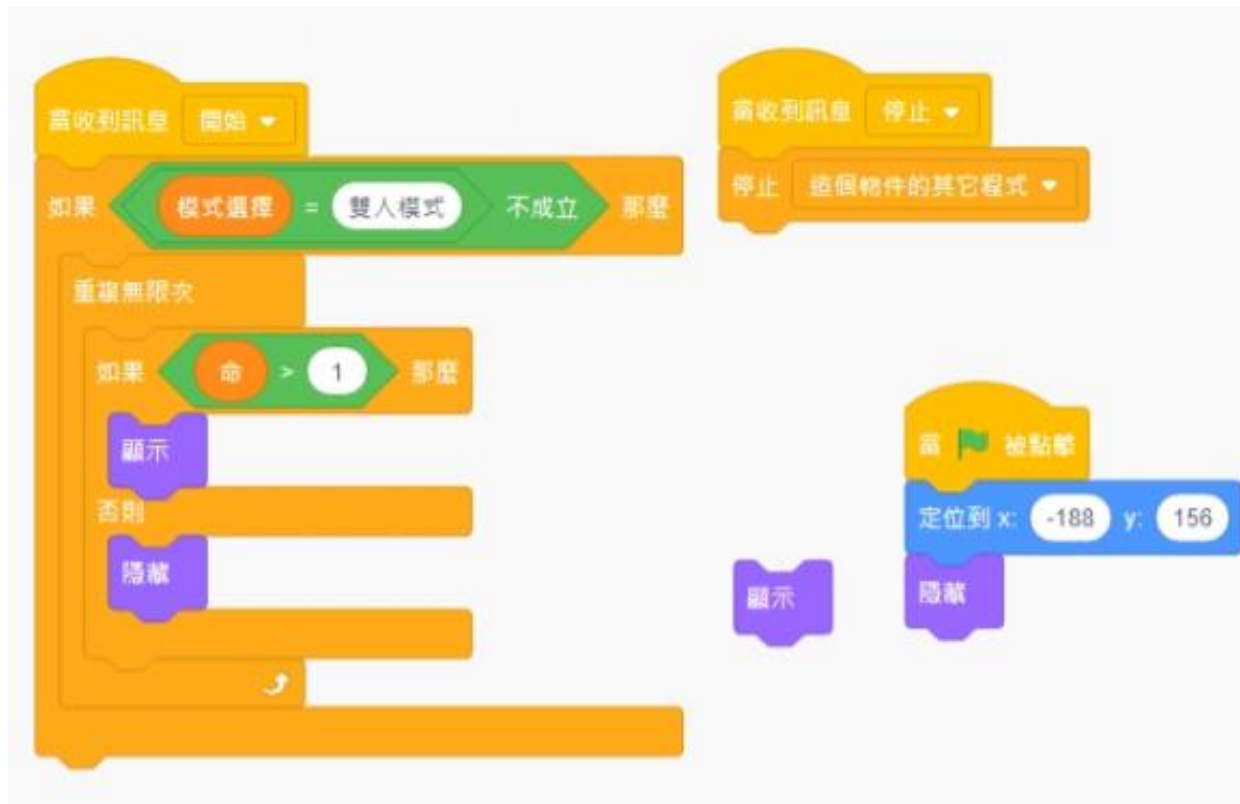 當收到訊息 開始
如果 模式選擇 = 雙人模式 不成立 那麼
重複無限次
如果 命 > 1 那麼
顯示
否則
隱藏
當收到訊息 停止
停止 這個物件的其它程式
當 被點擊
定位到 x: -188 y: 156
隱藏
顯示